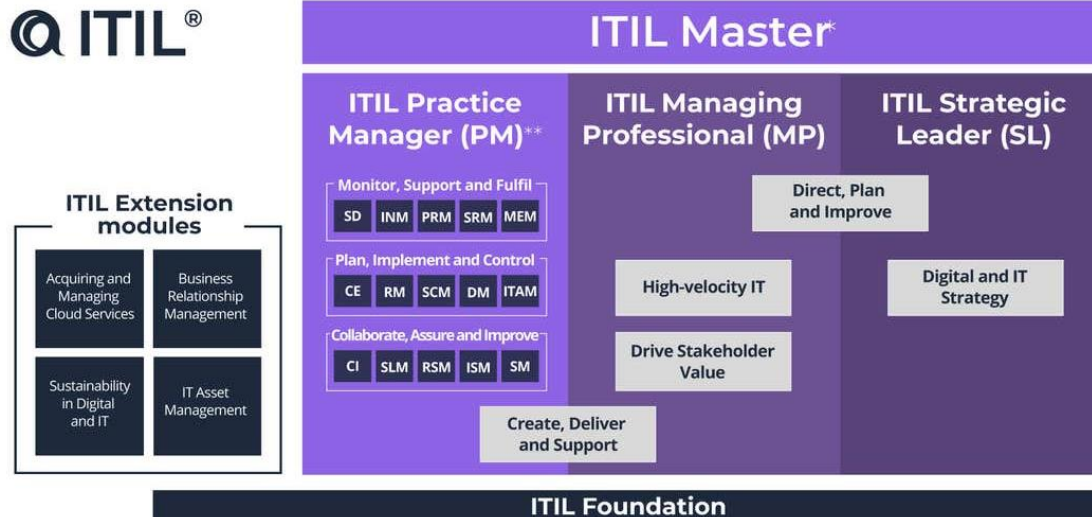 ITIL®
ITIL Master*
ITIL Practice
Manager (PM)**
ITIL Managing
Professional (MP)
ITIL Strategic
Leader (SL)
Monitor, Support and Fulfil
SD INM PRM SRM MEM
Plan, Implement and Control
CE RM SCM DM ITAM
Collaborate, Assure and Improve
CI SLM RSM ISM SM
Direct, Plan
and Improve
High-velocity IT
Digital and IT
Strategy
Drive Stakeholder
Value
Create, Deliver
and Support
ITIL Extension
modules
Acquiring and
Managing
Cloud Services
Business
Relationship
Management
Sustainability
in Digital
and IT
IT Asset
Management
ITIL Foundation